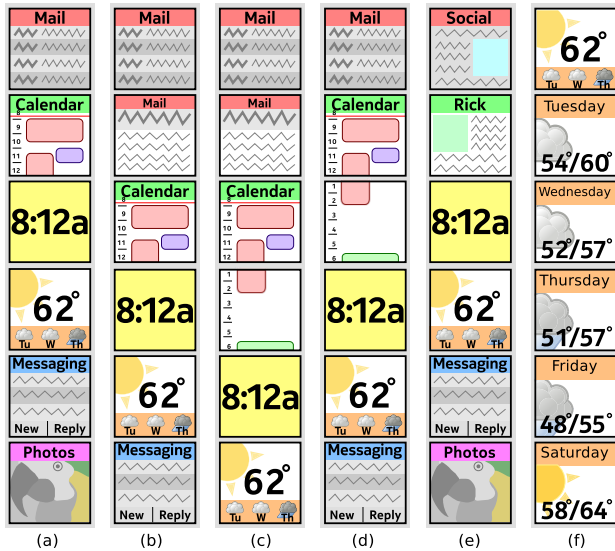 Mail
Calendar
8
9
10
11
12
8:12a
62°
Tu W Th
Messaging
New | Reply
Photos
(a)
Mail
Mail
Calendar
8
9
10
11
12
8:12a
62°
Tu W Th
Messaging
New | Reply
(b)
Mail
Mail
Calendar
8
9
10
11
12
1
2
3
4
5
6
8:12a
62°
Tu W Th
(c)
Mail
Calendar
8
9
10
11
12
1
2
3
4
5
6
8:12a
62°
Tu W Th
Messaging
New | Reply
(d)
Social
Rick
8:12a
62°
Tu W Th
Messaging
New | Reply
Photos
(e)
62°
Tu W Th
Tuesday
54°/60°
Wednesday
52°/57°
Thursday
51°/57°
Friday
48°/55°
Saturday
58°/64°
(f)